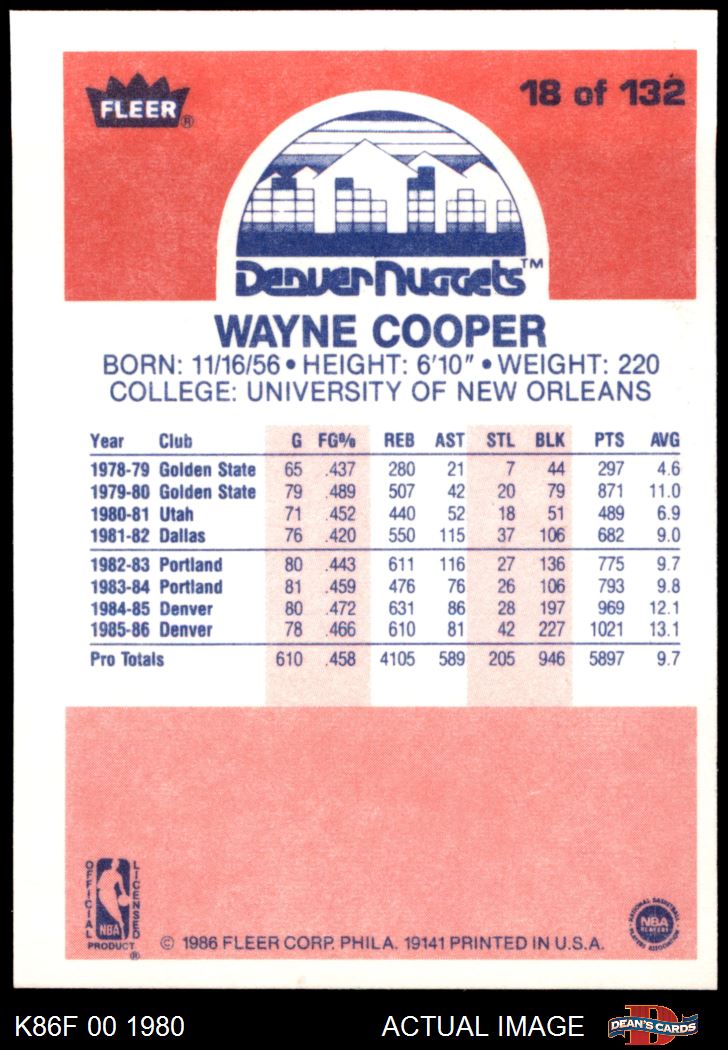 FLEER®
18 of 132
Denver Nuggets™
WAYNE COOPER
BORN: 11/16/56 • HEIGHT: 6'10" • WEIGHT: 220
COLLEGE: UNIVERSITY OF NEW ORLEANS
Year Club G FG% REB AST STL BLK PTS AVG
1978-79 Golden State 65 .437 280 21 7 44 297 4.6
1979-80 Golden State 79 .489 507 42 20 79 871 11.0
1980-81 Utah 71 .452 440 52 18 51 489 6.9
1981-82 Dallas 76 .420 550 115 37 106 682 9.0
1982-83 Portland 80 .443 611 116 27 136 775 9.7
1983-84 Portland 81 .459 476 76 26 106 793 9.8
1984-85 Denver 80 .472 631 86 28 197 969 12.1
1985-86 Denver 78 .466 610 81 42 227 1021 13.1
Pro Totals 610 .458 4105 589 205 946 5897 9.7
OFFICIAL
LICENSED
NBA
PRODUCT®
© 1986 FLEER CORP. PHILA. 19141 PRINTED IN U.S.A.
NATIONAL BASKETBALL
NBA
PLAYERS
PLAYERS ASSOCIATION
K86F 00 1980
ACTUAL IMAGE
D
DEAN'S CARDS